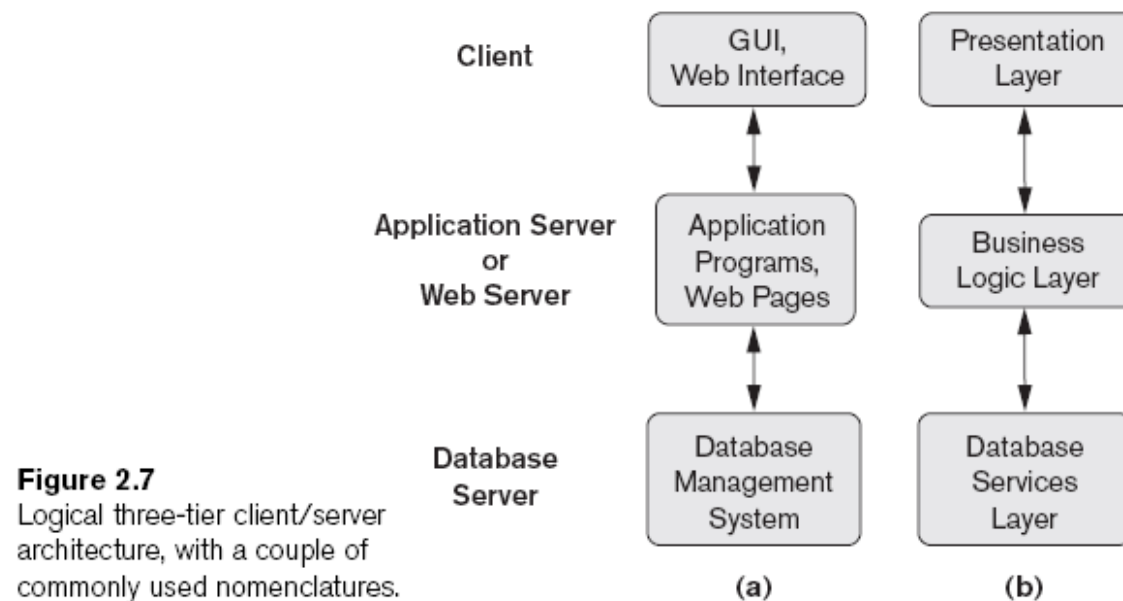 Client
GUI,
Web Interface
Presentation
Layer
Application Server
or
Web Server
Application
Programs,
Web Pages
Business
Logic Layer
Database
Server
Database
Management
System
Database
Services
Layer
Figure 2.7
Logical three-tier client/server
architecture, with a couple of
commonly used nomenclatures.
(a)
(b)